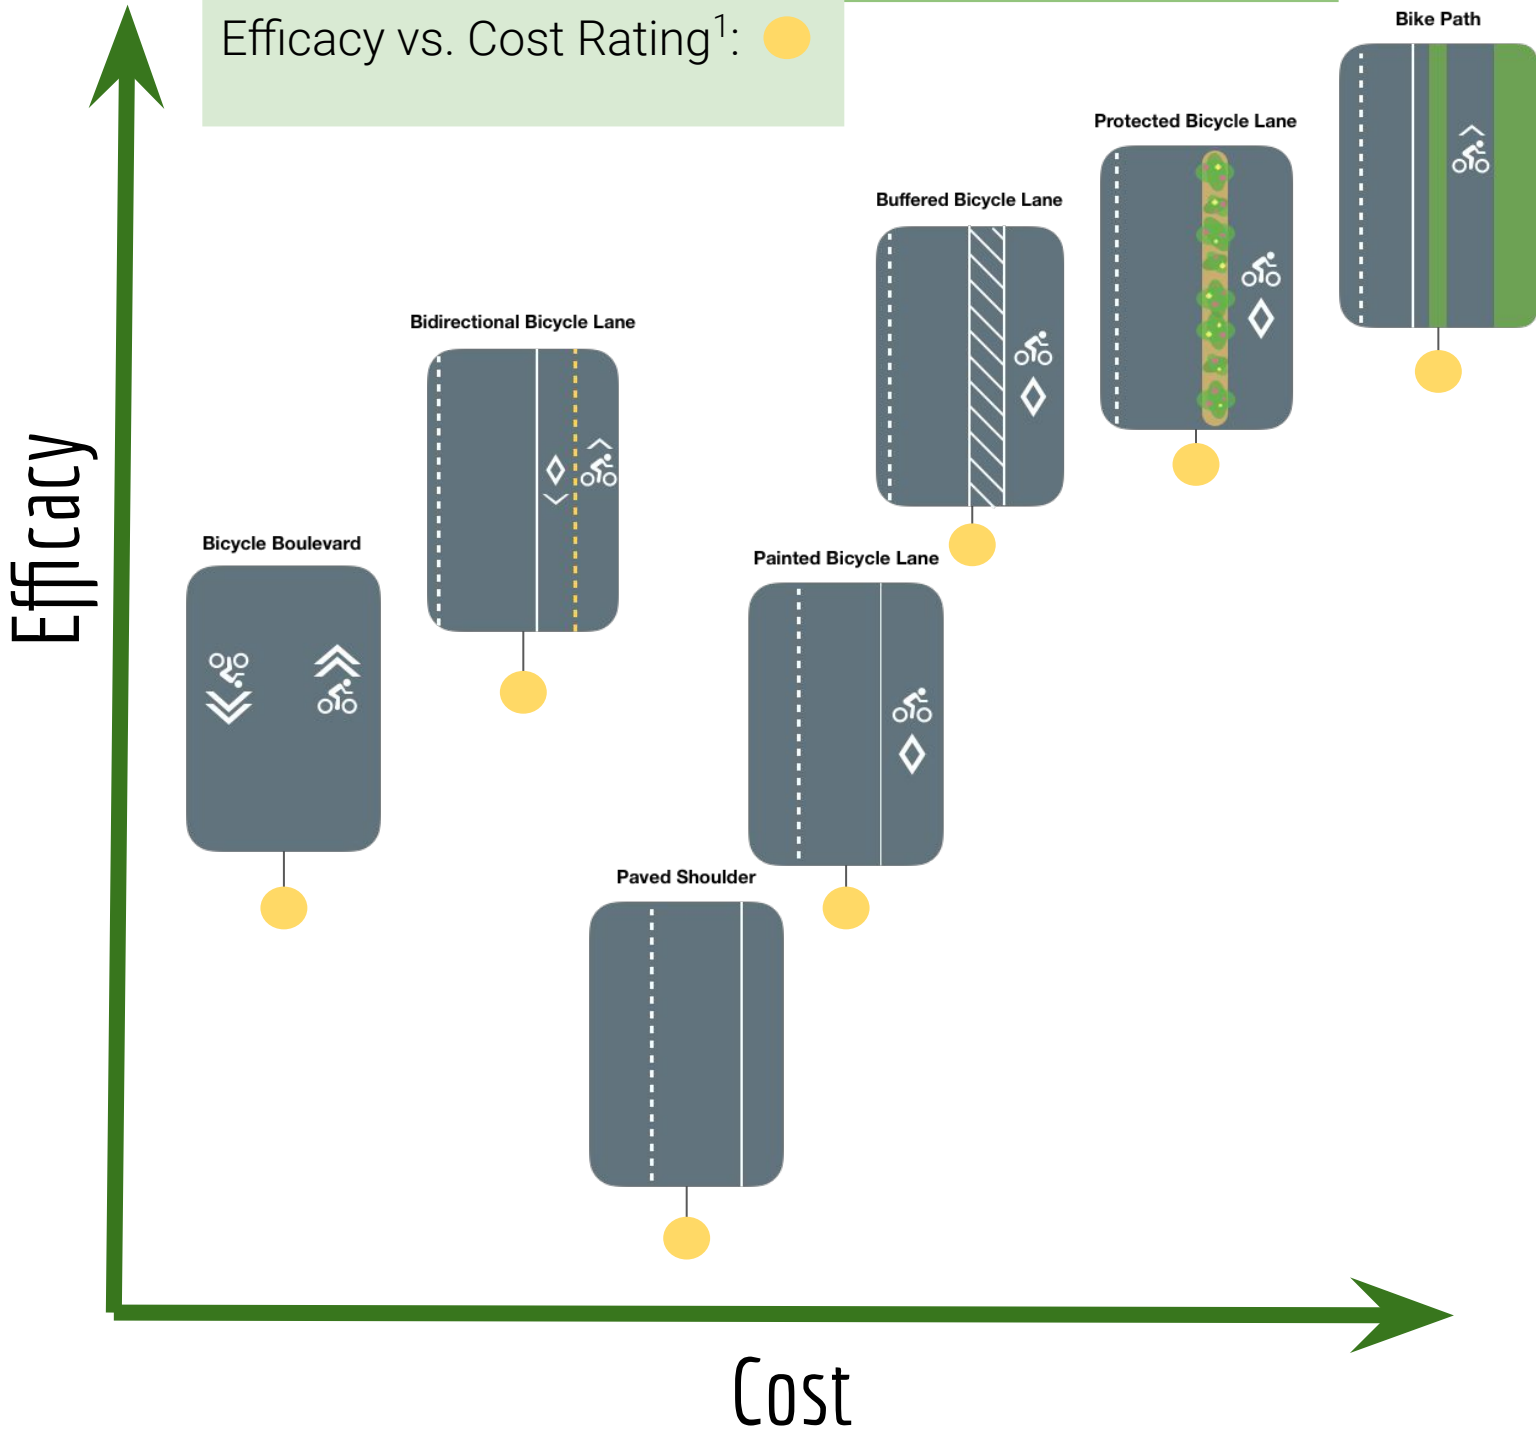 Efficacy vs. Cost Rating¹:
Bike Path
Protected Bicycle Lane
Buffered Bicycle Lane
Bidirectional Bicycle Lane
Bicycle Boulevard
Painted Bicycle Lane
Paved Shoulder
Efficacy
Cost